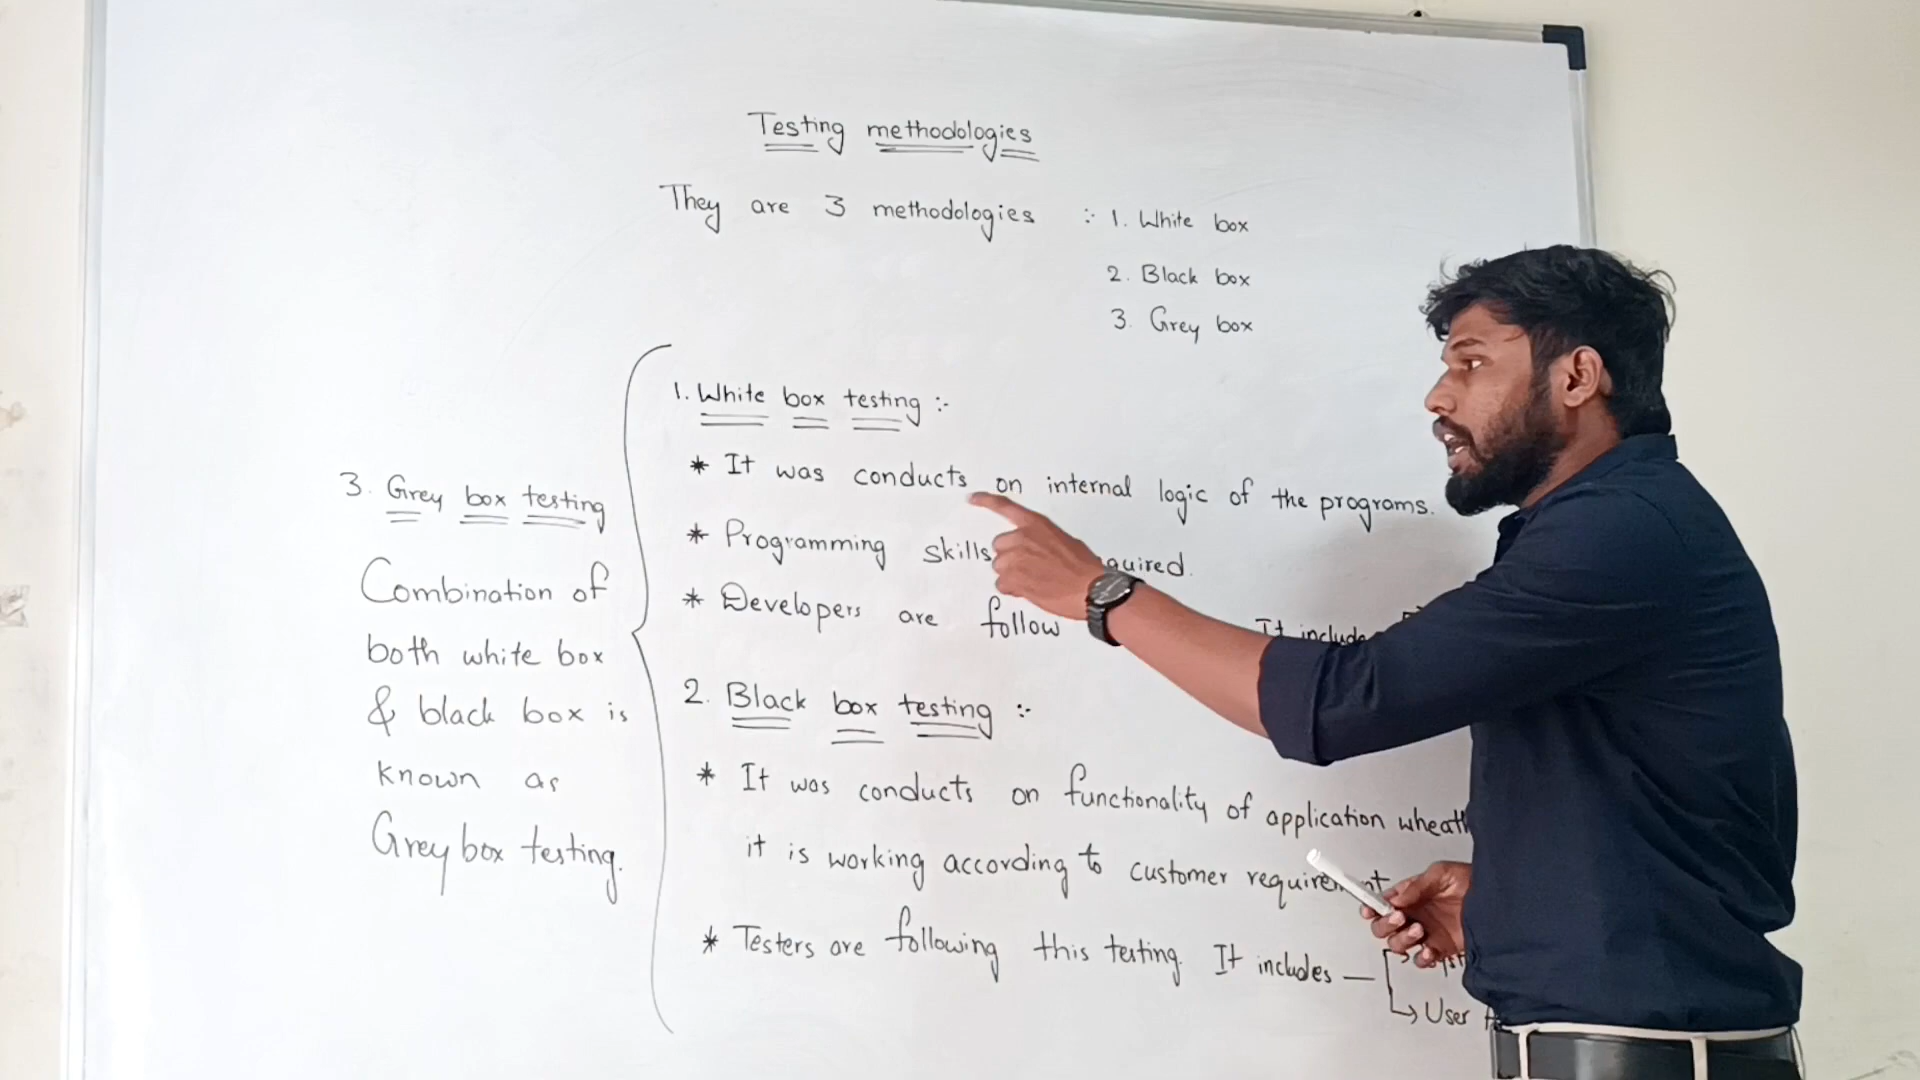 Testing methodologies
They are 3 methodologies :- 1. White box
2. Black box
3. Grey box
1. White box testing :-
* It was conducts on internal logic of the programs.
* Programming skills
* Developers are follow It include
2. Black box testing :-
* It was conducts on functionality of application
it is working according to customer requirement
* Testers are following this testing. It includes —
→ User
3. Grey box testing
Combination of
both white box
& black box is
known as
Grey box testing.